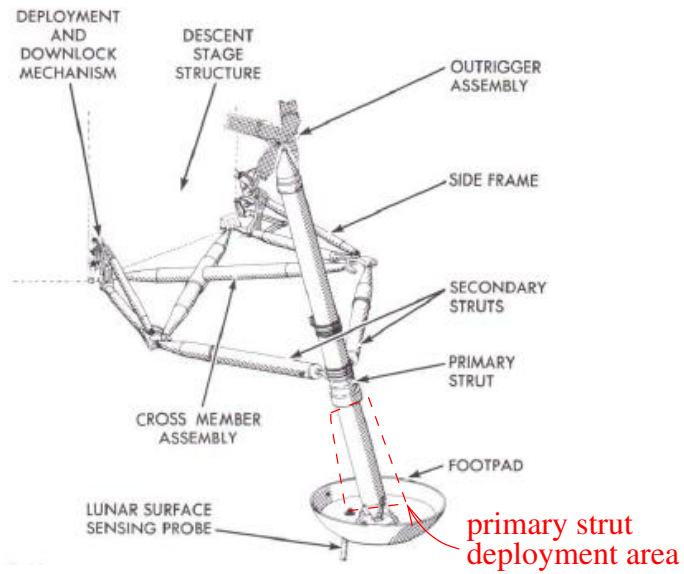 DEPLOYMENT
AND
DOWNLOCK
MECHANISM
DESCENT
STAGE
STRUCTURE
OUTRIGGER
ASSEMBLY
SIDE FRAME
SECONDARY
STRUTS
PRIMARY
STRUT
CROSS MEMBER
ASSEMBLY
FOOTPAD
LUNAR SURFACE
SENSING PROBE
primary strut
deployment area